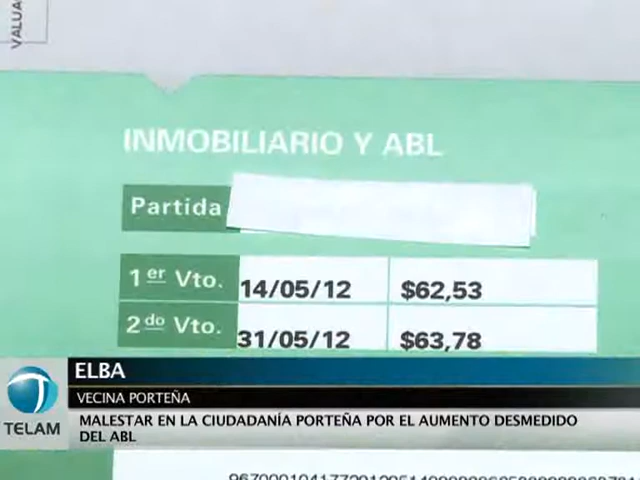 INMOBILIARIO Y ABL
Partida
1er Vto. 14/05/12 $62,53
2do Vto. 31/05/12 $63,78
ELBA
VECINA PORTEÑA
TELAM
MALESTAR EN LA CIUDADANÍA PORTEÑA POR EL AUMENTO DESMEDIDO
DEL ABL